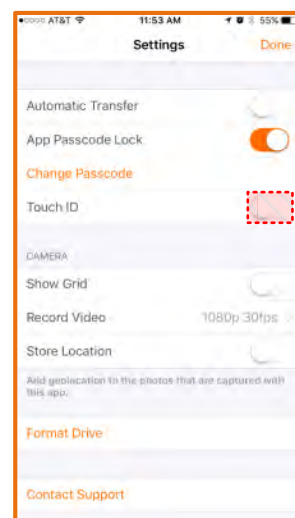 AT&T 11:53 AM 55%
Settings Done
Automatic Transfer
App Passcode Lock
Change Passcode
Touch ID
CAMERA
Show Grid
Record Video 1080p 30fps
Store Location
Add geolocation to the photos that are captured with
this app.
Format Drive
Contact Support